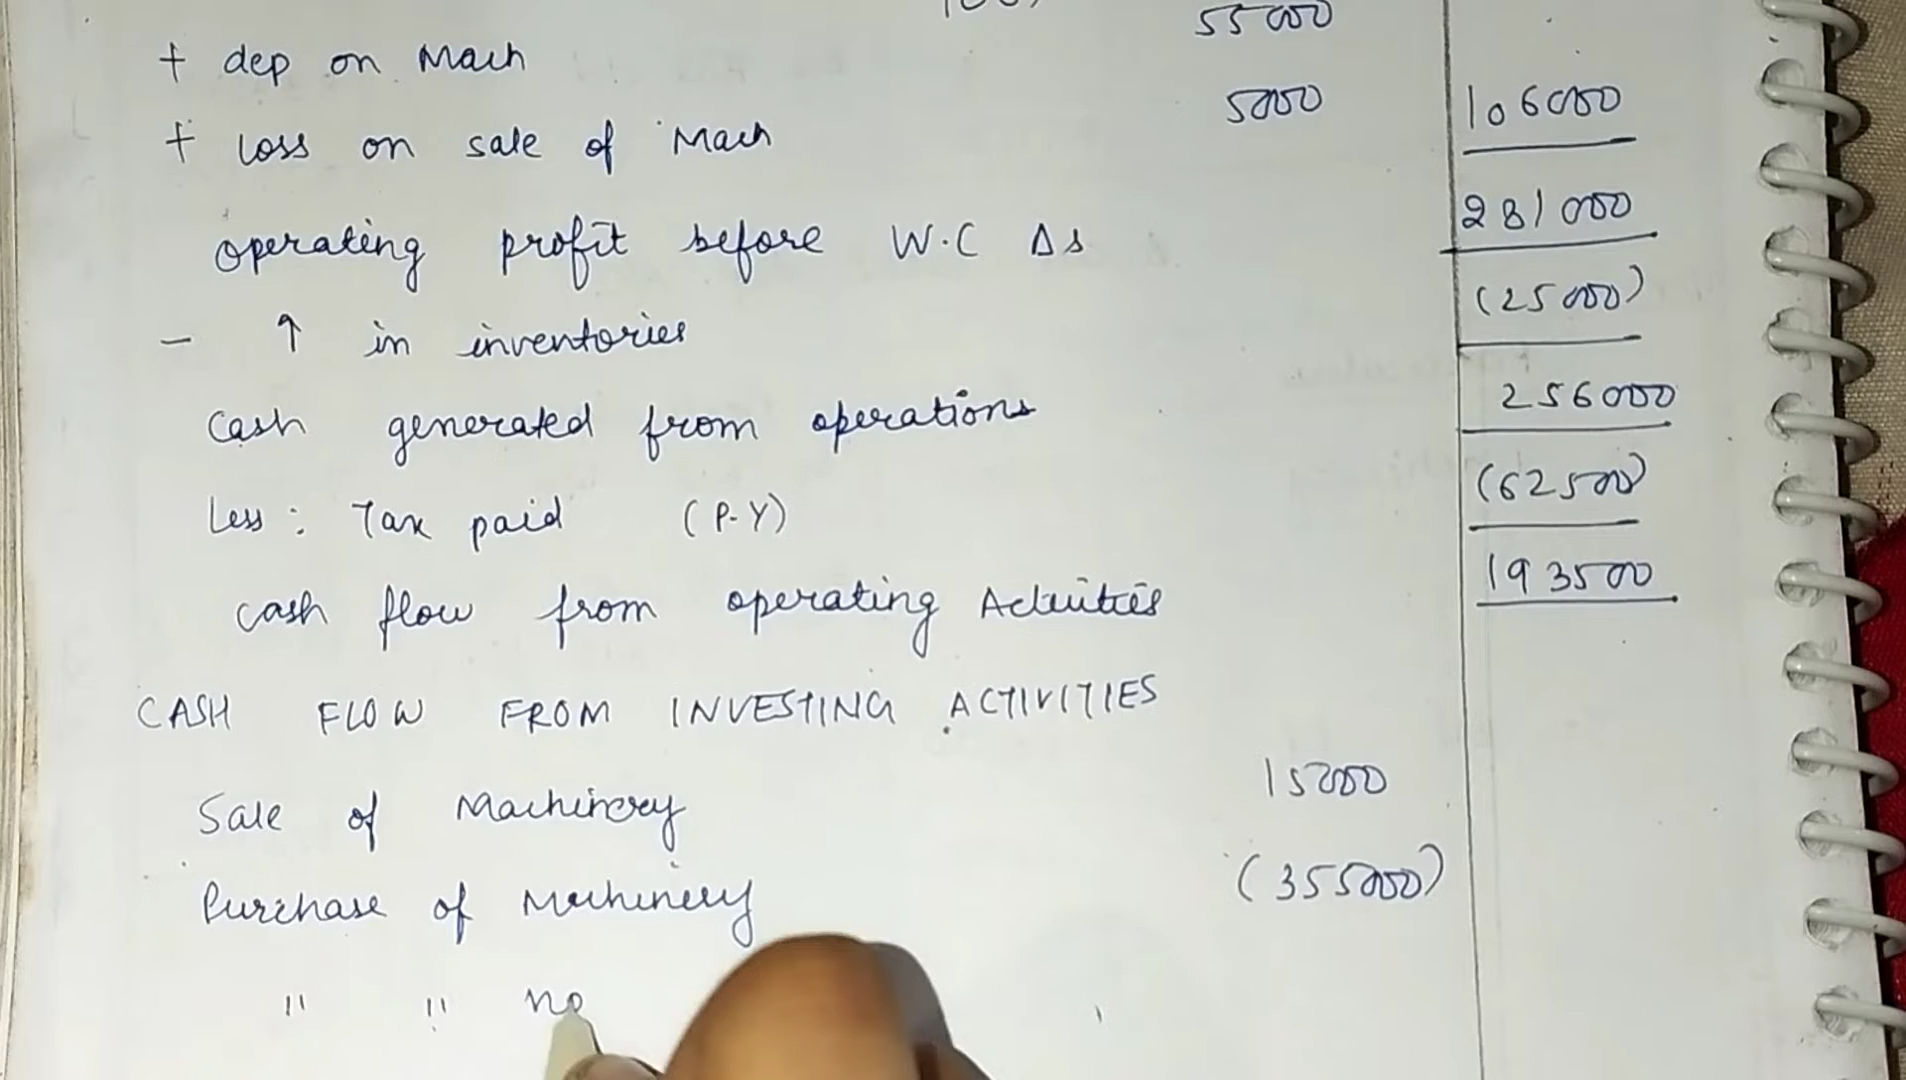 55000
+ dep on Mach
5000 106000
+ loss on sale of Mach
operating profit before W.C Δs 281000
- ↑ in inventories (25000)
Cash generated from operations 256000
Less: Tax paid (P-Y) (62500)
Cash flow from operating Activities 193500
CASH FLOW FROM INVESTING ACTIVITIES
Sale of Machinery 15000
Purchase of Machinery (355000)
" " no